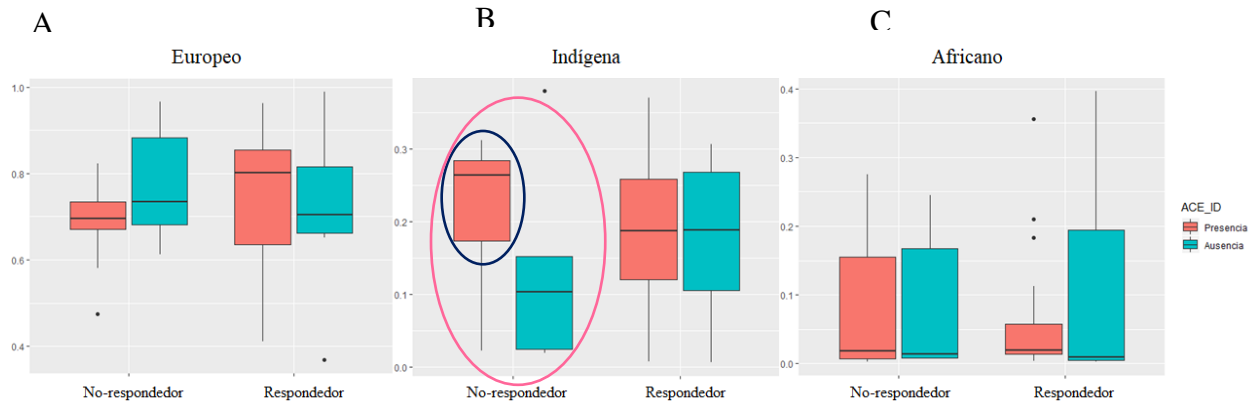 A
B
C
Europeo
Indígena
Africano
1.0
0.8
0.6
0.4
No-respondedor
Respondedor
0.3
0.2
0.1
0.0
No-respondedor
Respondedor
0.4
0.3
0.2
0.1
0.0
No-respondedor
Respondedor
ACE_ID
Presencia
Ausencia